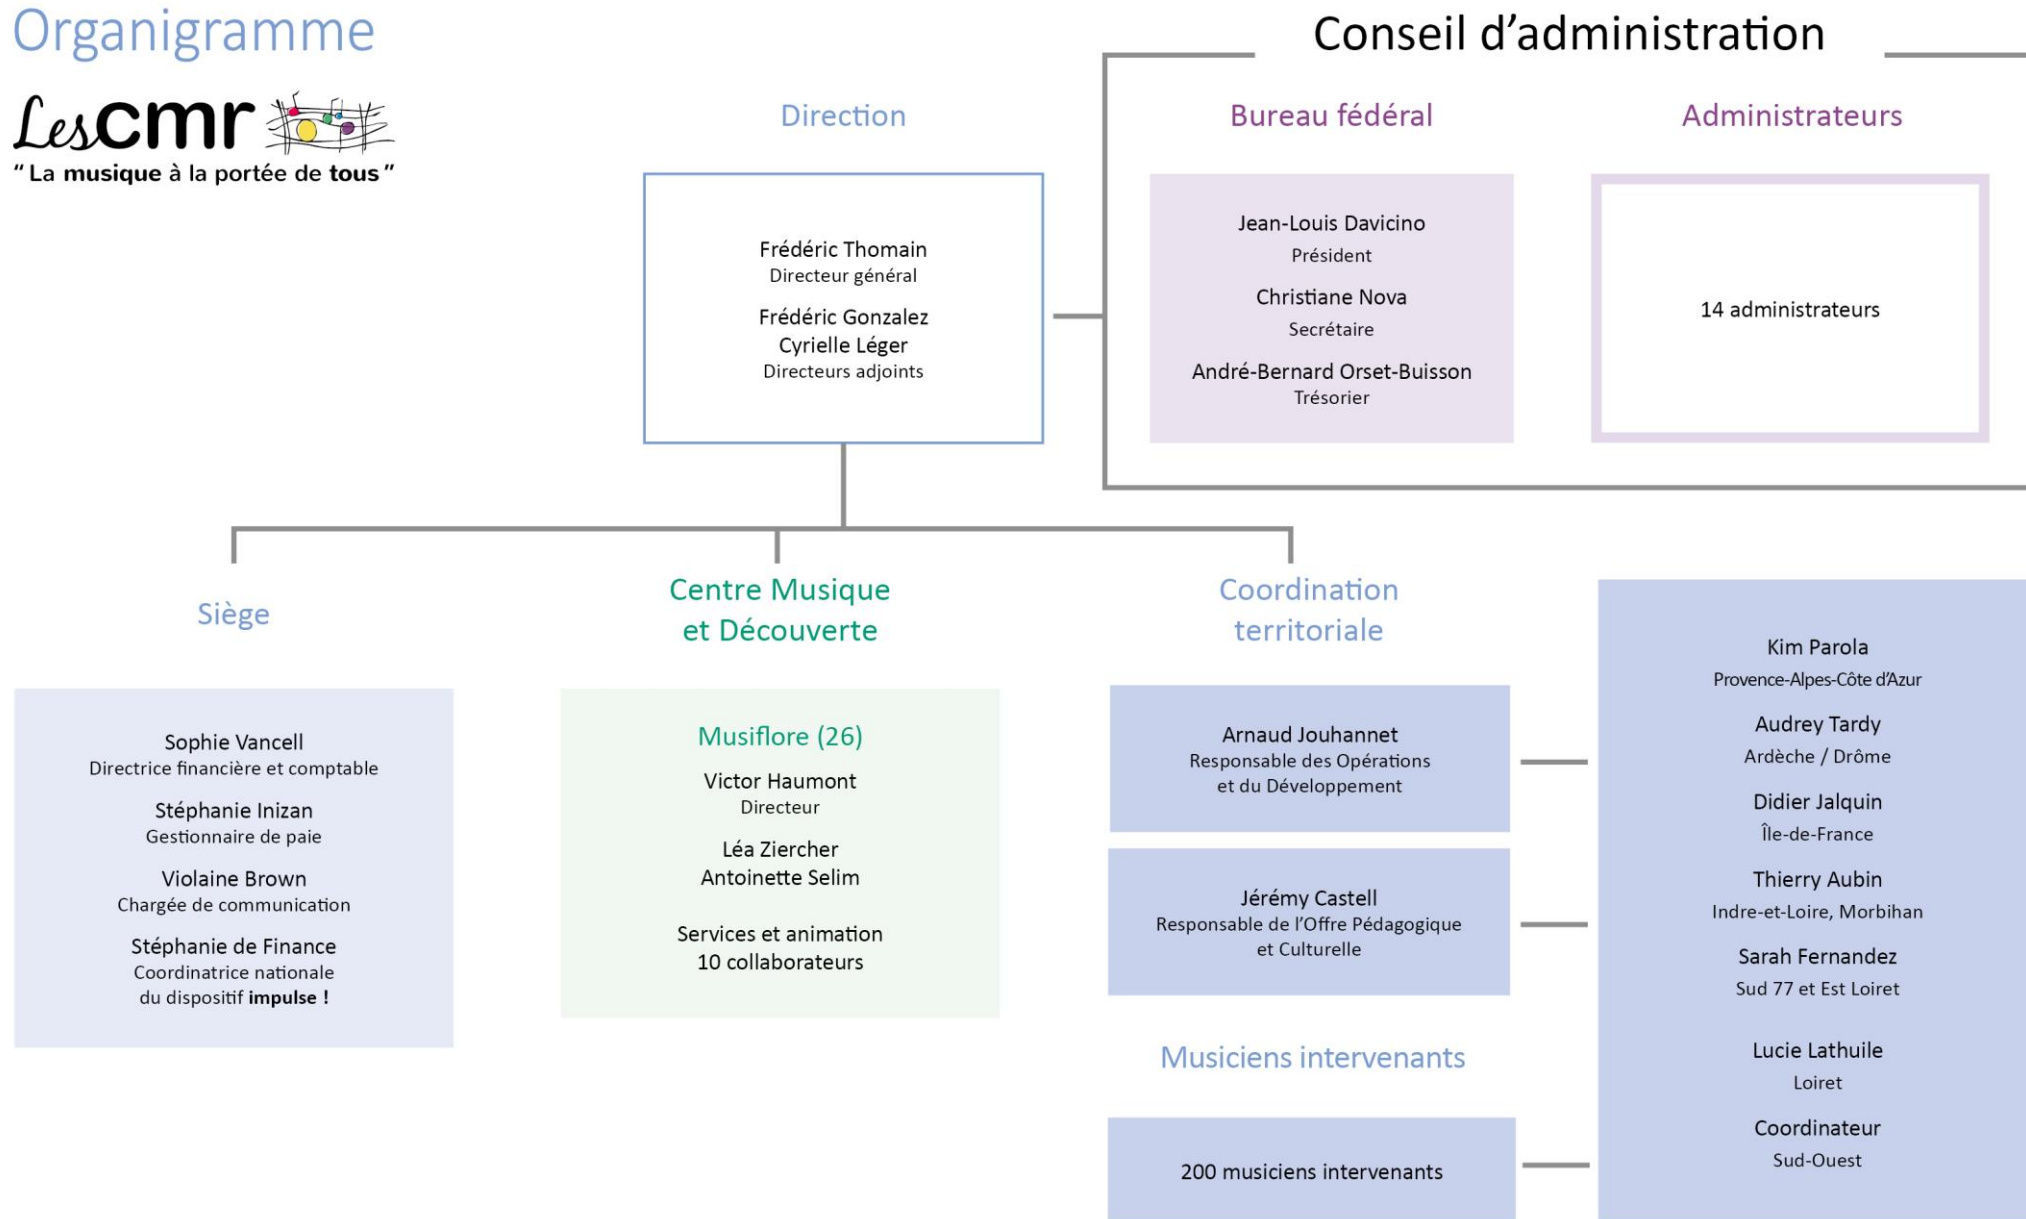 Organigramme
Les cmr
“La musique à la portée de tous”
Conseil d’administration
Direction
Frédéric Thomain
Directeur général
Frédéric Gonzalez
Cyrielle Léger
Directeurs adjoints
Bureau fédéral
Jean-Louis Davicino
Président
Christiane Nova
Secrétaire
André-Bernard Orset-Buisson
Trésorier
Administrateurs
14 administrateurs
Siège
Sophie Vancell
Directrice financière et comptable
Stéphanie Inizan
Gestionnaire de paie
Violaine Brown
Chargée de communication
Stéphanie de Finance
Coordinatrice nationale
du dispositif impulse !
Centre Musique
et Découverte
Musiflore (26)
Victor Haumont
Directeur
Léa Ziercher
Antoinette Selim
Services et animation
10 collaborateurs
Coordination
territoriale
Arnaud Jouhannet
Responsable des Opérations
et du Développement
Jérémy Castell
Responsable de l’Offre Pédagogique
et Culturelle
Musiciens intervenants
200 musiciens intervenants
Kim Parola
Provence-Alpes-Côte d’Azur
Audrey Tardy
Ardèche / Drôme
Didier Jalquin
Île-de-France
Thierry Aubin
Indre-et-Loire, Morbihan
Sarah Fernandez
Sud 77 et Est Loiret
Lucie Lathuile
Loiret
Coordinateur
Sud-Ouest